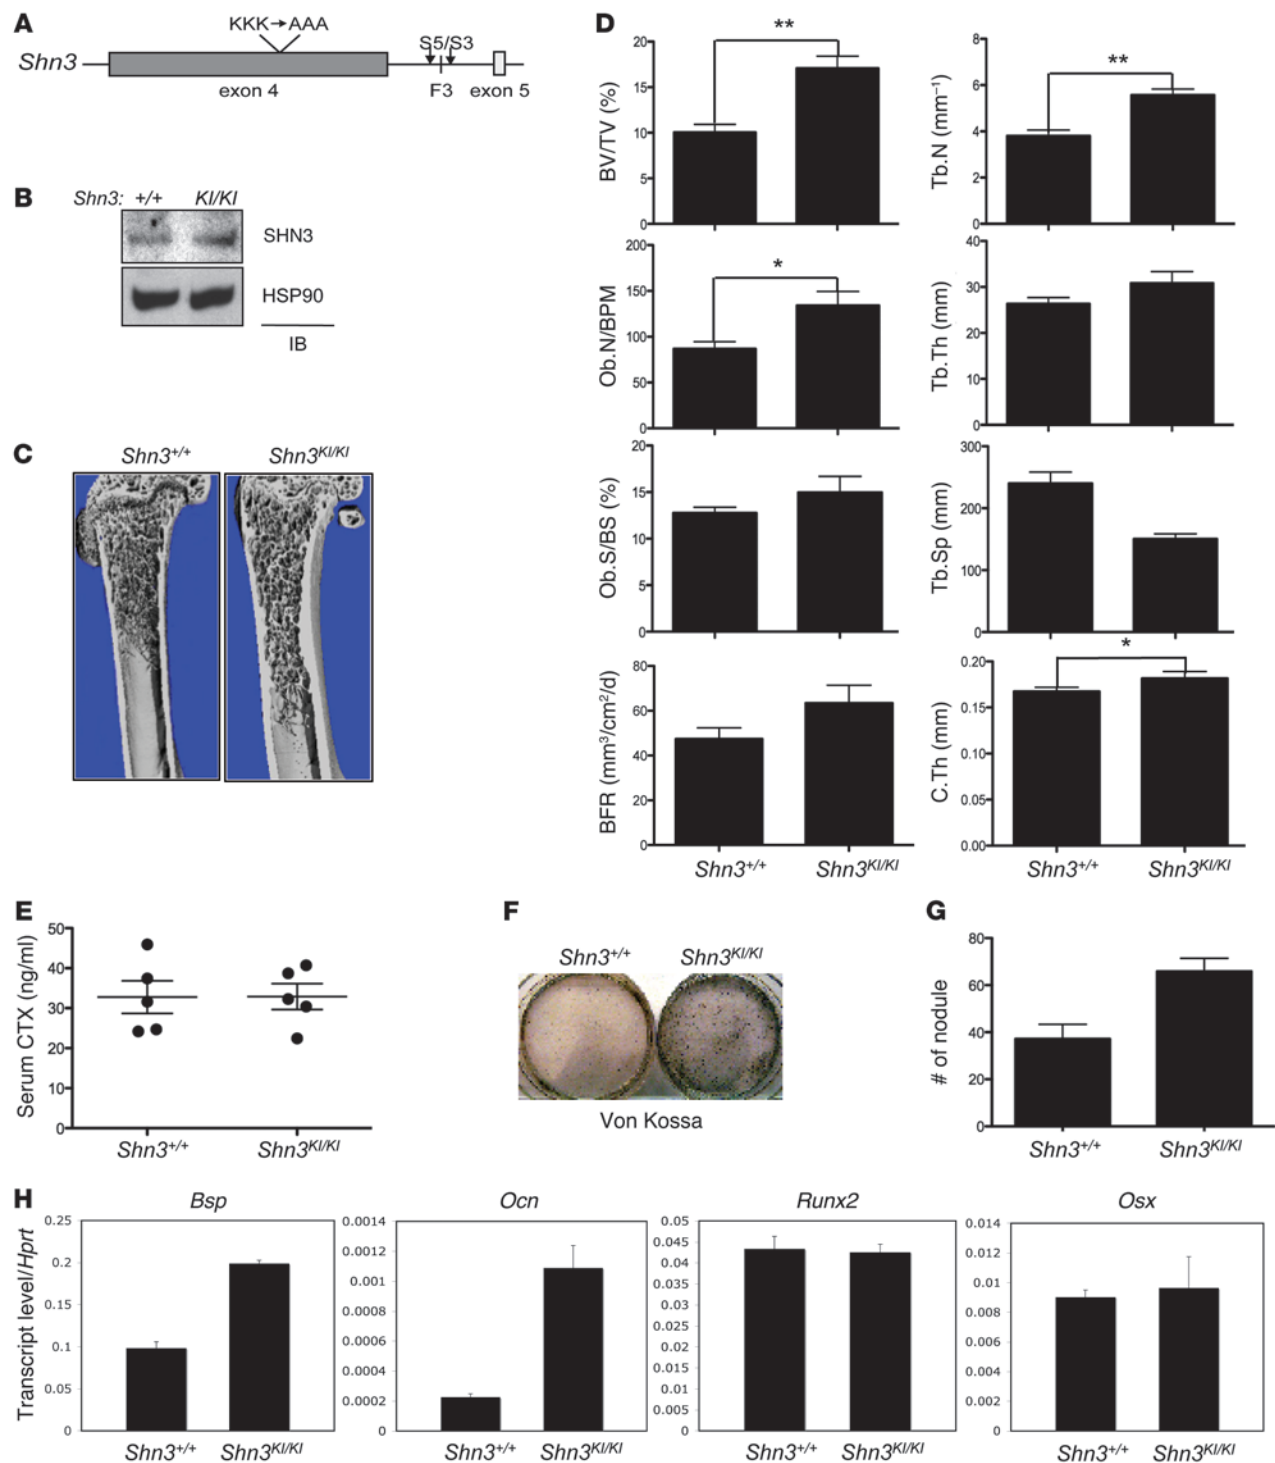 A
KKK→AAA
Shn3
S5/S3
exon 4
F3
exon 5
B
Shn3: +/+ KI/KI
SHN3
HSP90
IB
C
Shn3+/+
Shn3KI/KI
D
**
BV/TV (%)
20
15
10
5
0
**
Tb.N (mm−1)
8
6
4
2
0
*
Ob.N/BPM
200
150
100
50
0
Tb.Th (mm)
40
30
20
10
0
Ob.S/BS (%)
20
15
10
5
0
Tb.Sp (mm)
300
200
100
0
BFR (mm3/cm2/d)
80
60
40
20
0
Shn3+/+
Shn3KI/KI
*
C.Th (mm)
0.20
0.15
0.10
0.05
0.00
Shn3+/+
Shn3KI/KI
E
Serum CTX (ng/ml)
50
40
30
20
10
0
Shn3+/+
Shn3KI/KI
F
Shn3+/+
Shn3KI/KI
Von Kossa
G
# of nodule
80
60
40
20
0
Shn3+/+
Shn3KI/KI
H
Transcript level/Hprt
Bsp
0.25
0.2
0.15
0.1
0.05
0
Shn3+/+
Shn3KI/KI
Ocn
0.0014
0.0012
0.001
0.0008
0.0006
0.0004
0.0002
0
Shn3+/+
Shn3KI/KI
Runx2
0.05
0.045
0.04
0.035
0.03
0.025
0.02
0.015
0.01
0.005
0
Shn3+/+
Shn3KI/KI
Osx
0.014
0.012
0.01
0.008
0.006
0.004
0.002
0
Shn3+/+
Shn3KI/KI